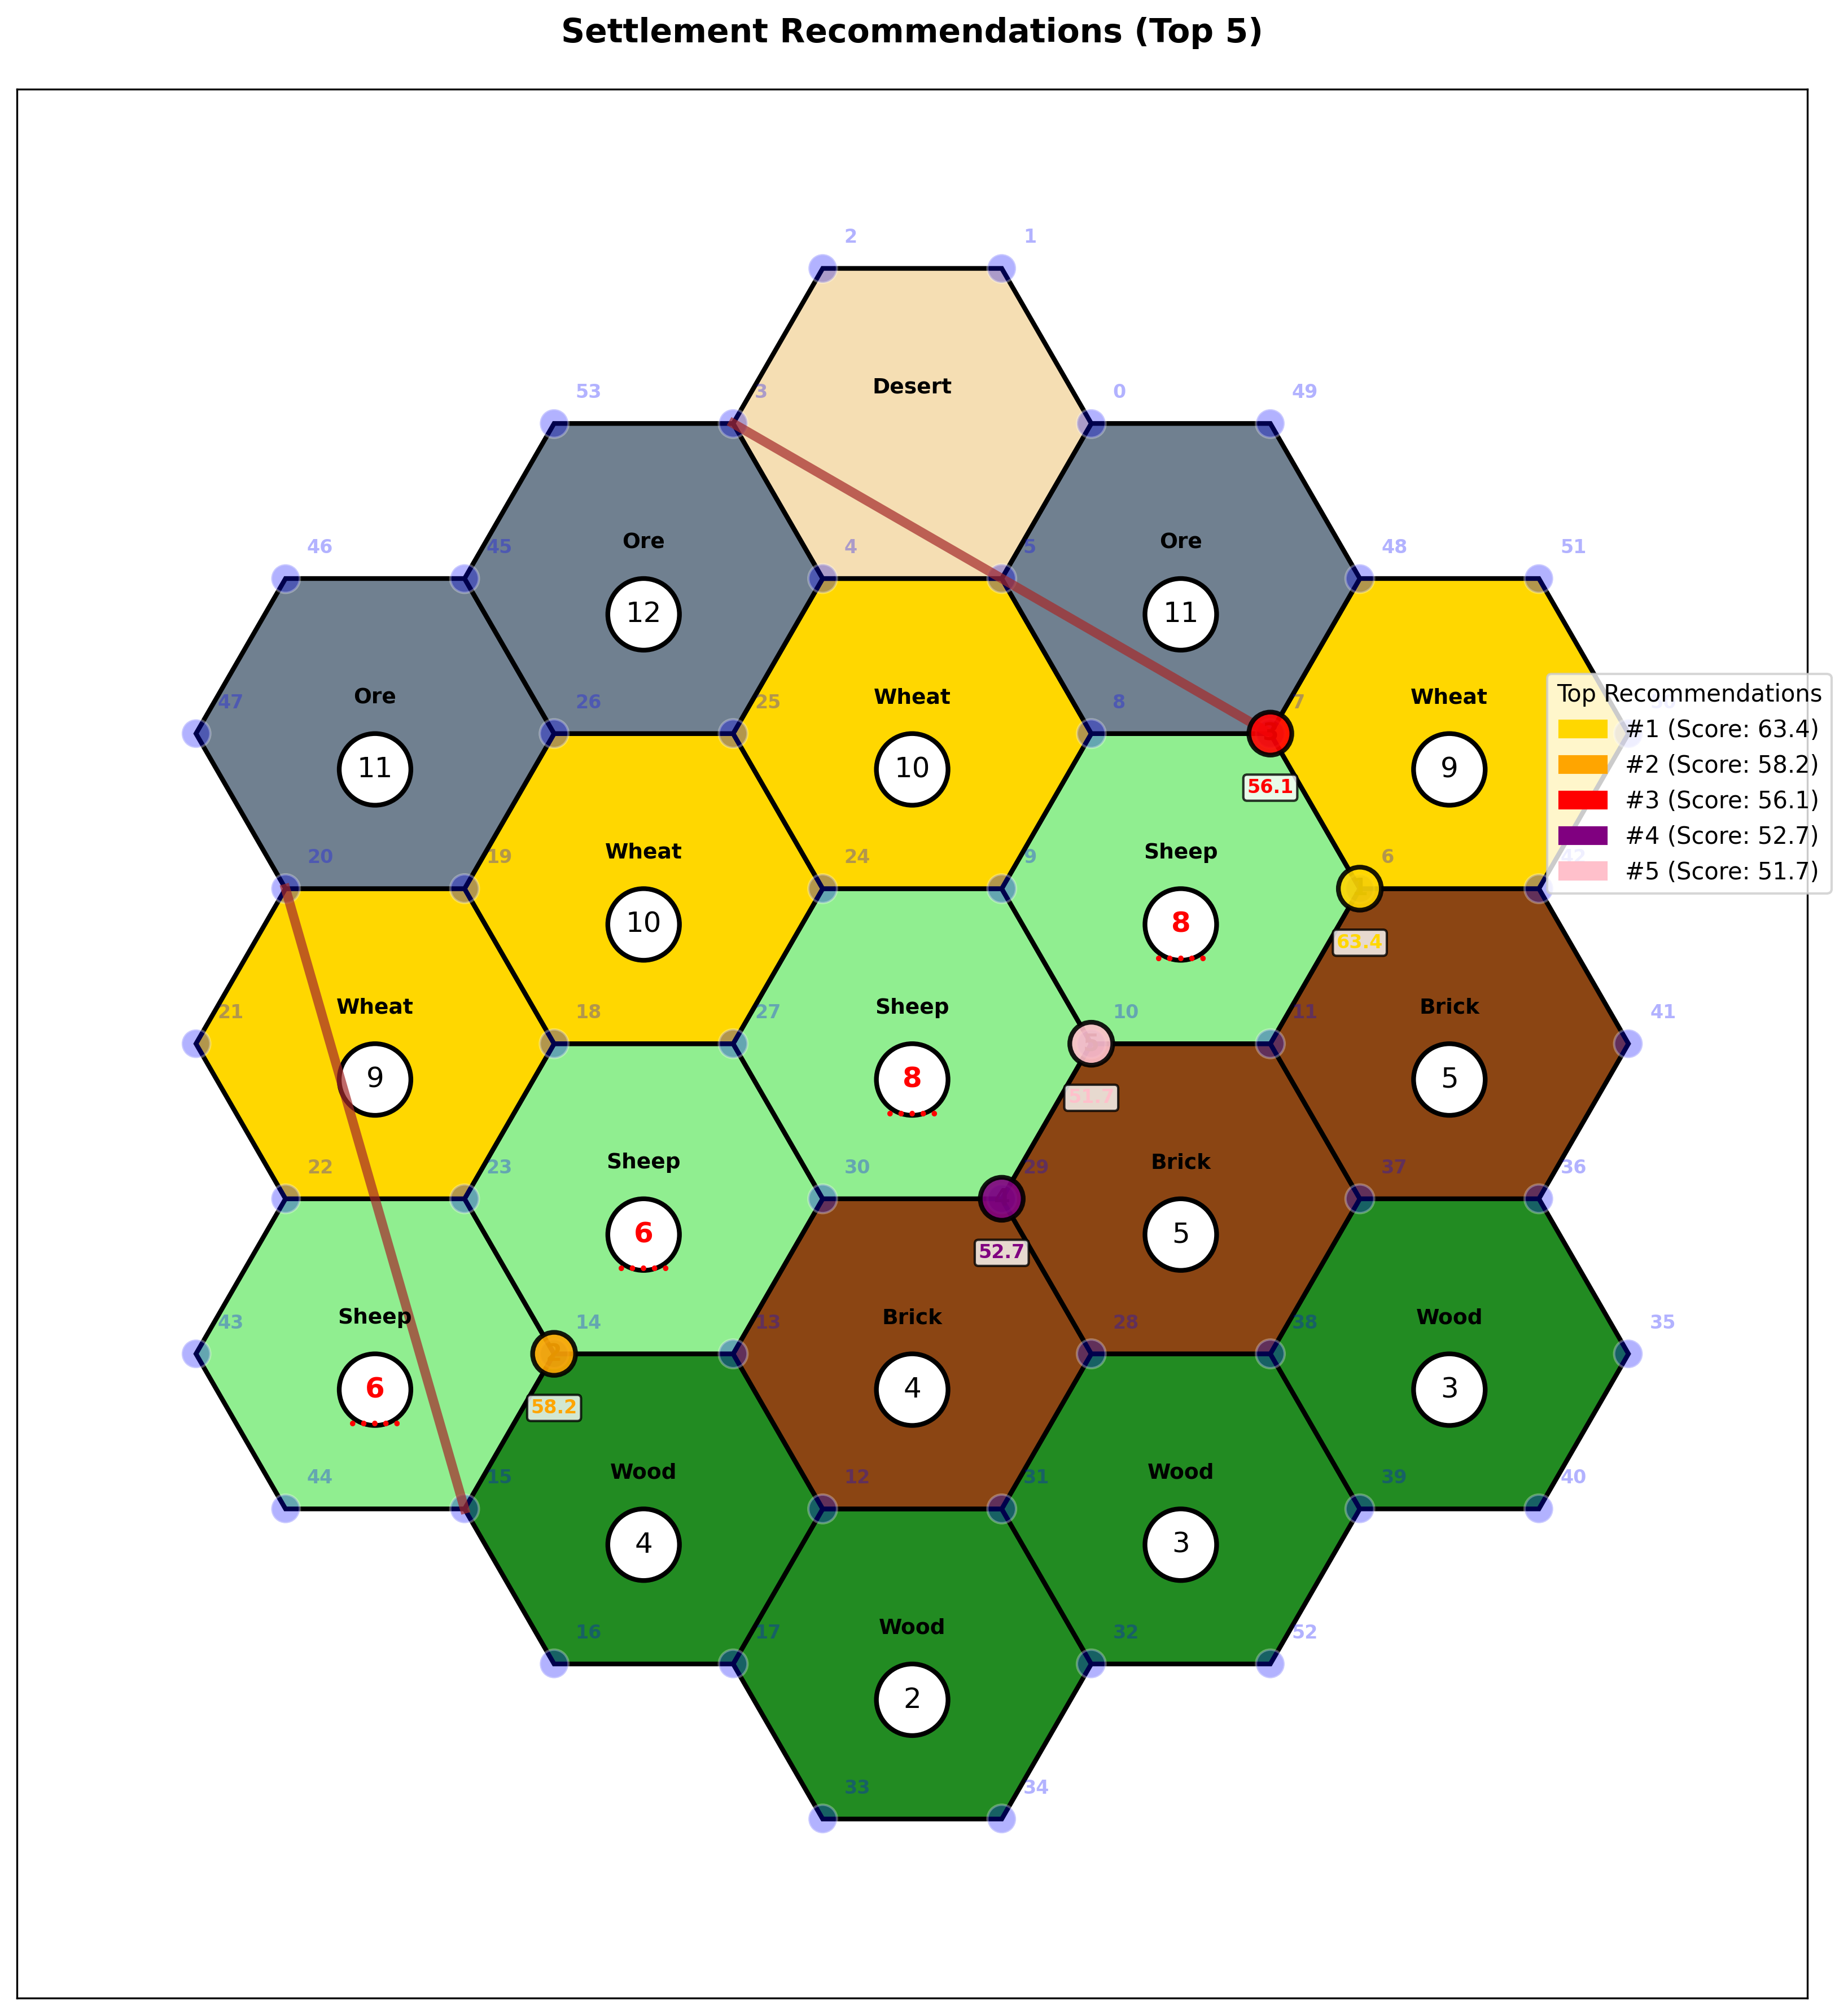 Settlement Recommendations (Top 5)
2 1
53 3 Desert 0 49
46 45 Ore 4 5 Ore 48 51
12 11
47 Ore 26 25 Wheat 8 7 Wheat
Top Recommendations
#1 (Score: 63.4)
#2 (Score: 58.2)
#3 (Score: 56.1)
#4 (Score: 52.7)
#5 (Score: 51.7)
11 10 56.1 9
20 19 Wheat 24 9 Sheep 6 42
10 8 63.4
21 Wheat 18 27 Sheep 10 11 Brick 41
9 8 51.7 5
22 23 Sheep 30 29 Brick 37 36
6 52.7 5
43 Sheep 14 13 Brick 28 38 Wood 35
6 58.2 4 3
44 15 Wood 12 31 Wood 39 40
4 3
16 17 Wood 32 52
2
33 34